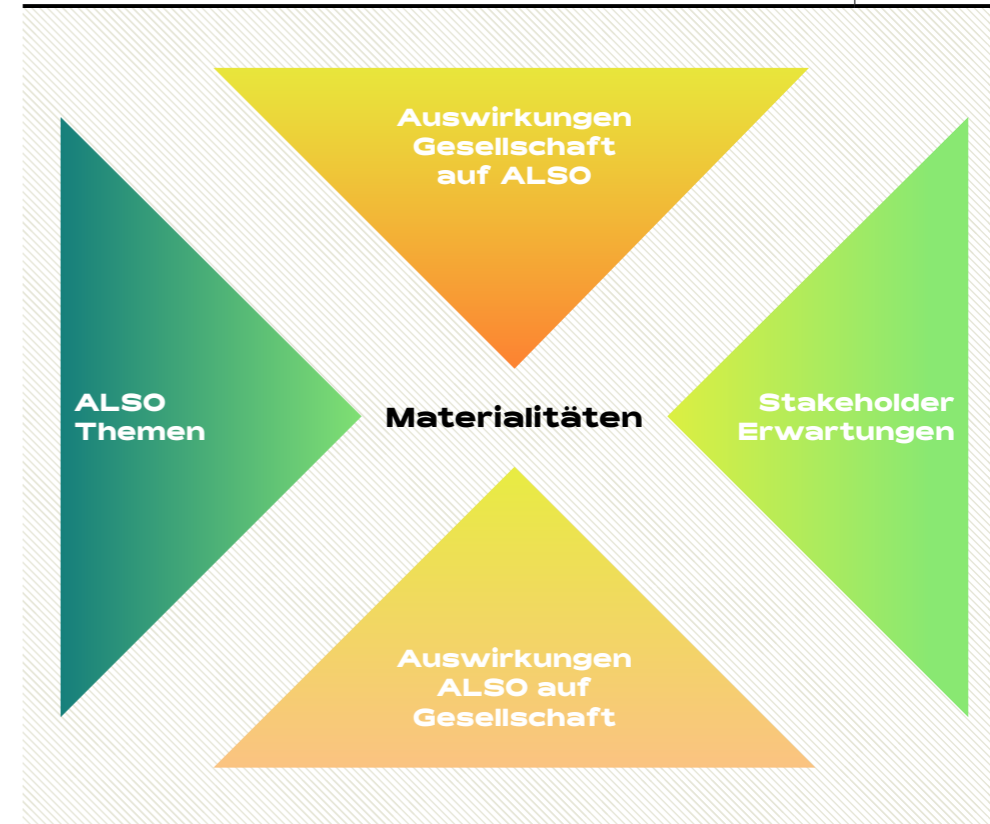 Auswirkungen
Gesellschaft
auf ALSO
ALSO
Themen
Materialitäten
Stakeholder
Erwartungen
Auswirkungen
ALSO auf
Gesellschaft